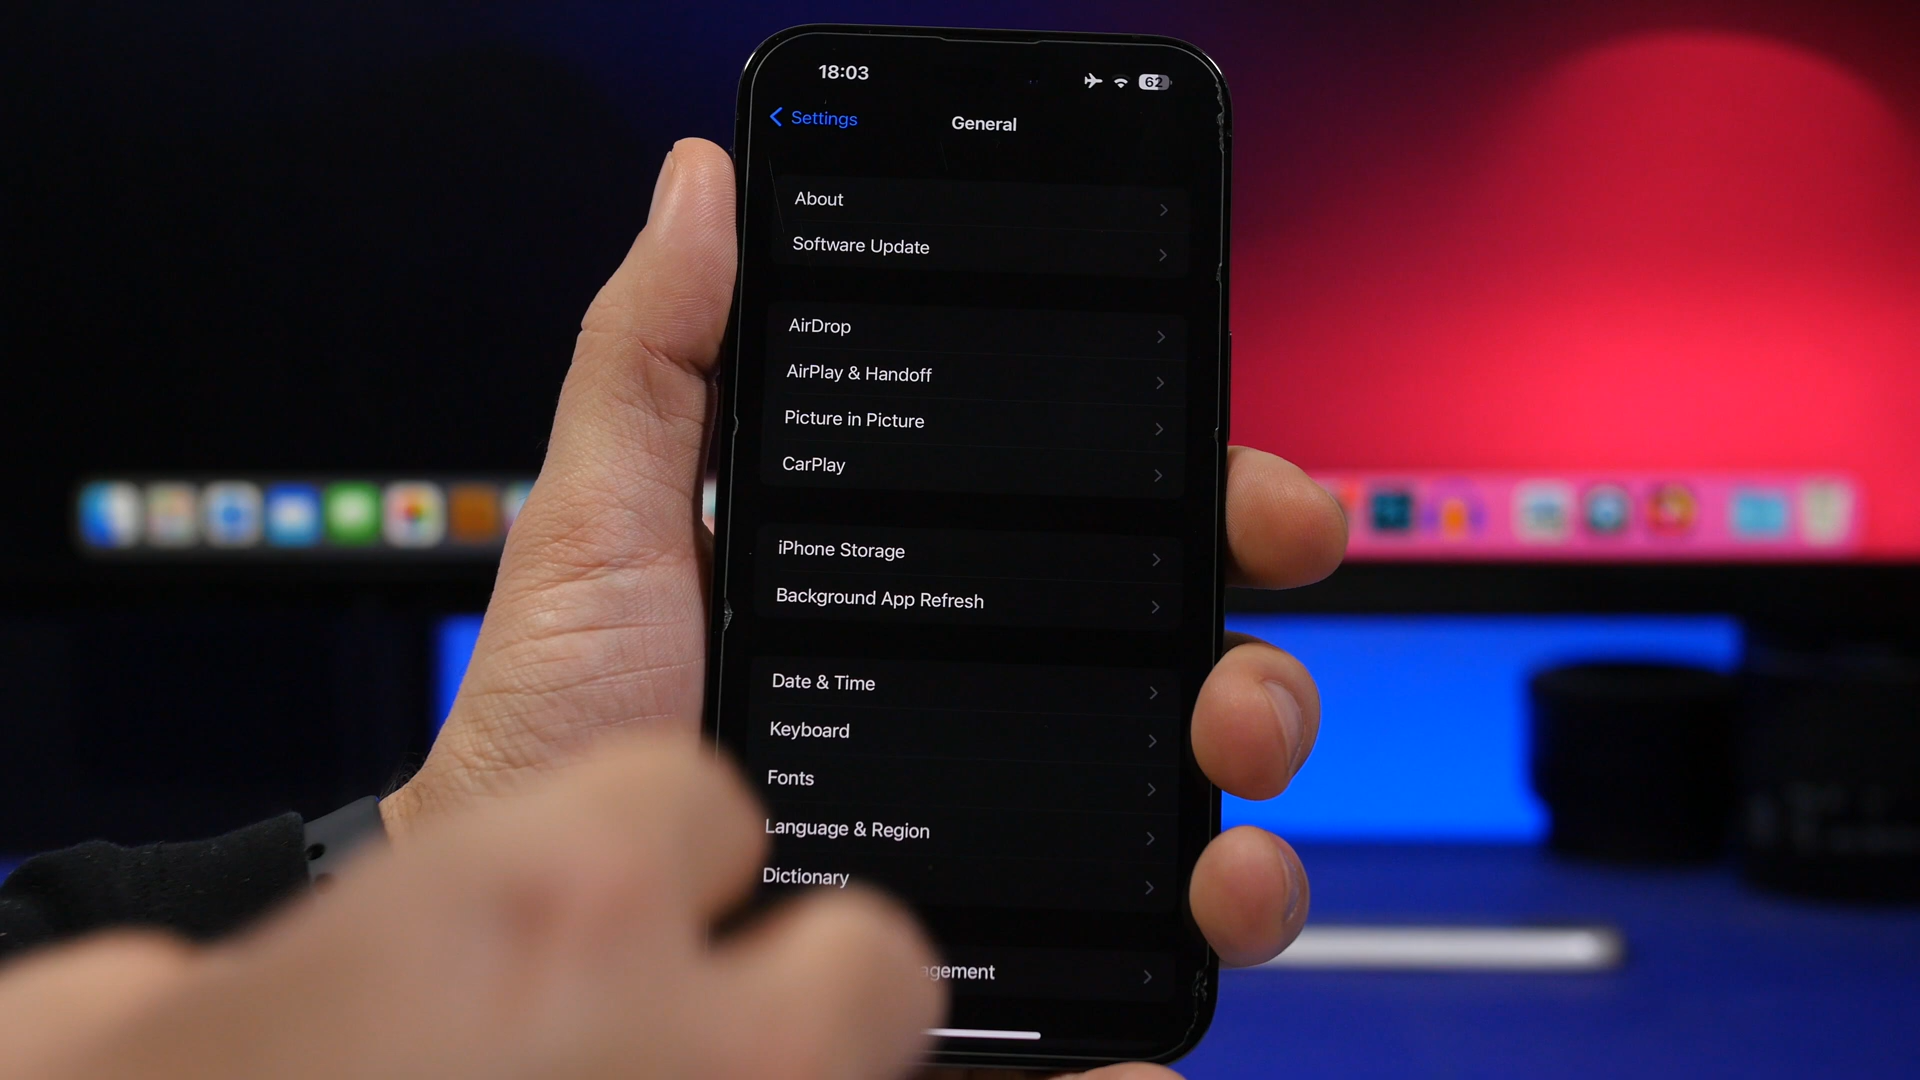 18:03
62
Settings
General
About
Software Update
AirDrop
AirPlay & Handoff
Picture in Picture
CarPlay
iPhone Storage
Background App Refresh
Date & Time
Keyboard
Fonts
Language & Region
Dictionary
agement